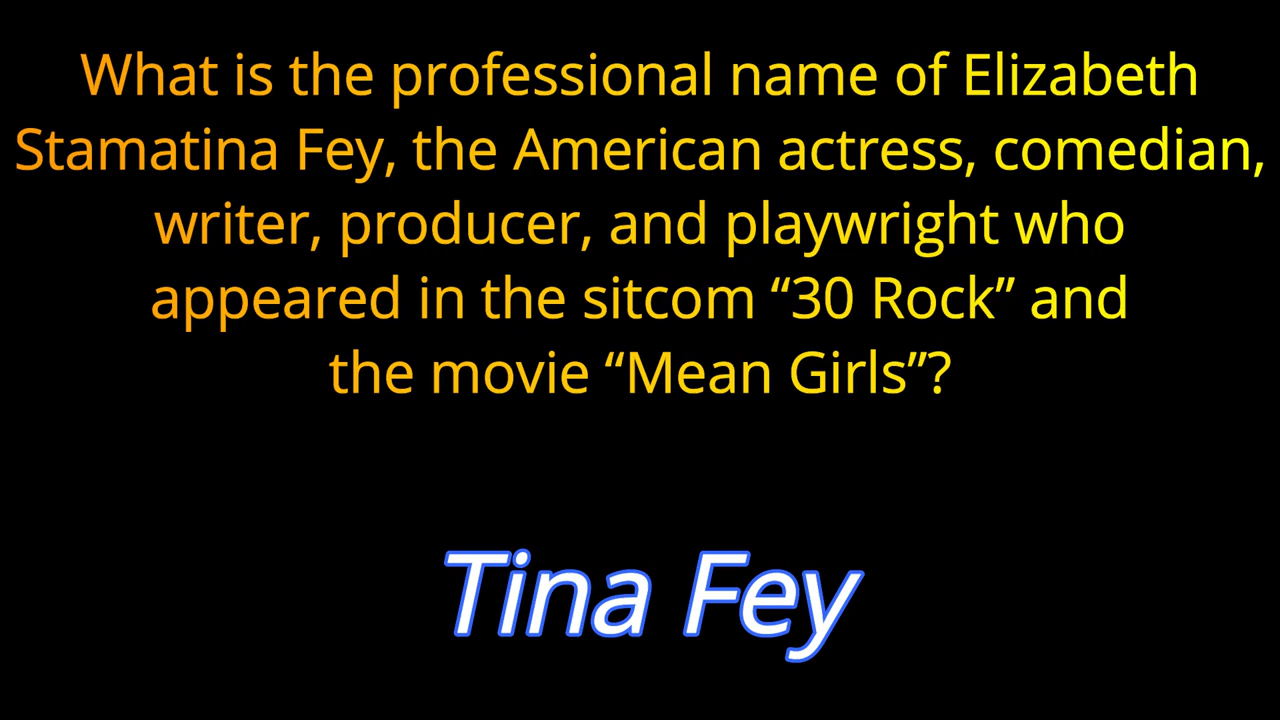 What is the professional name of Elizabeth
Stamatina Fey, the American actress, comedian,
writer, producer, and playwright who
appeared in the sitcom “30 Rock” and
the movie “Mean Girls”?
Tina Fey